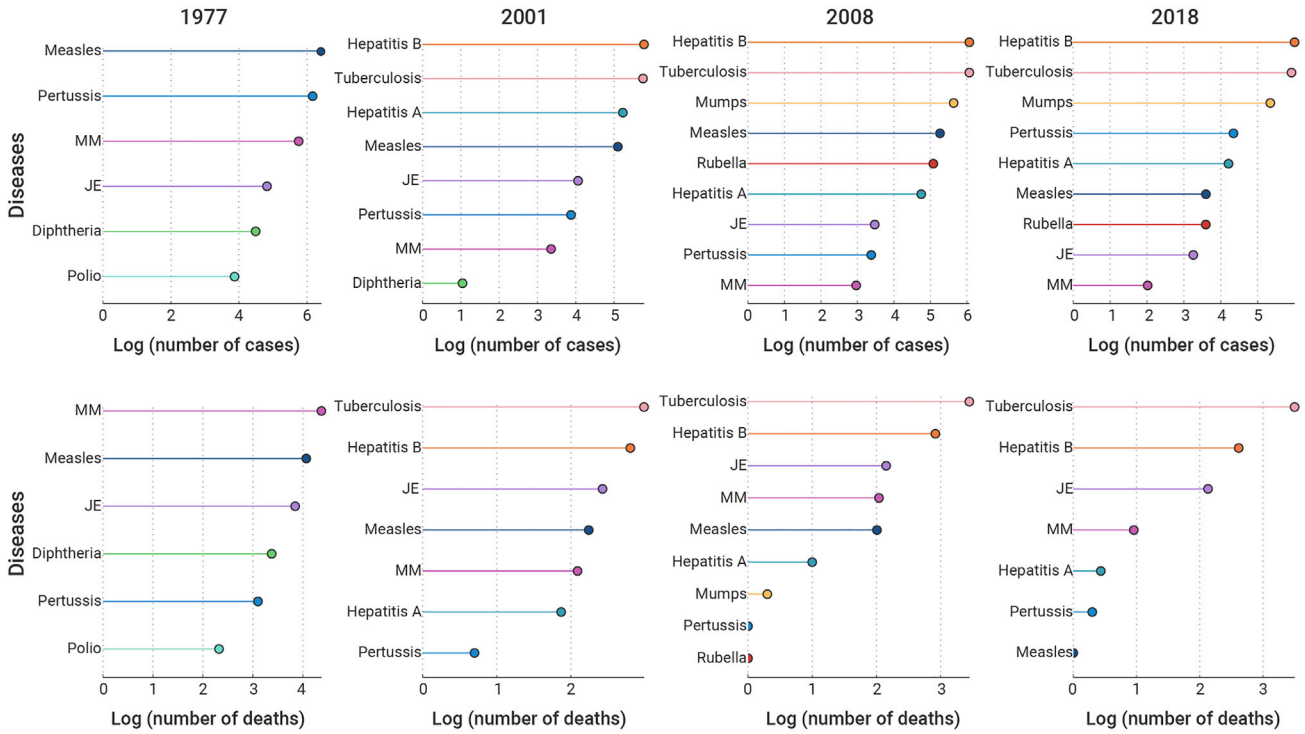 1977
2001
2008
2018
Diseases
Measles
Pertussis
MM
JE
Diphtheria
Polio
0 2 4 6
Log (number of cases)
Hepatitis B
Tuberculosis
Hepatitis A
Measles
JE
Pertussis
MM
Diphtheria
0 1 2 3 4 5
Log (number of cases)
Hepatitis B
Tuberculosis
Mumps
Measles
Rubella
Hepatitis A
JE
Pertussis
MM
0 1 2 3 4 5 6
Log (number of cases)
Hepatitis B
Tuberculosis
Mumps
Pertussis
Hepatitis A
Measles
Rubella
JE
MM
0 1 2 3 4 5
Log (number of cases)
Diseases
MM
Measles
JE
Diphtheria
Pertussis
Polio
0 1 2 3 4
Log (number of deaths)
Tuberculosis
Hepatitis B
JE
Measles
MM
Hepatitis A
Pertussis
0 1 2
Log (number of deaths)
Tuberculosis
Hepatitis B
JE
MM
Measles
Hepatitis A
Mumps
Pertussis
Rubella
0 1 2 3
Log (number of deaths)
Tuberculosis
Hepatitis B
JE
MM
Hepatitis A
Pertussis
Measles
0 1 2 3
Log (number of deaths)